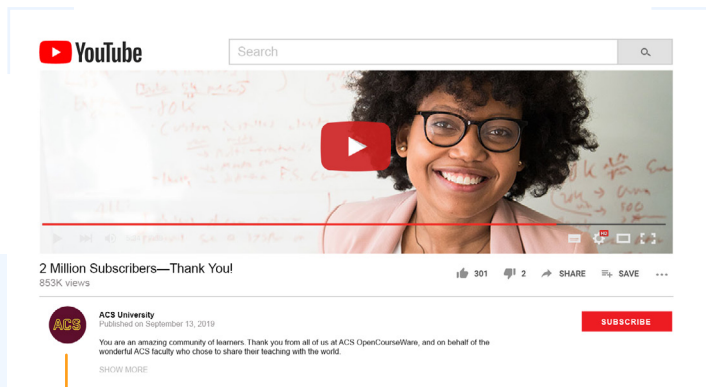 YouTube
Search
HD
2 Million Subscribers—Thank You!
853K views
301
2
SHARE
SAVE
ACS
ACS University
Published on September 13, 2019
SUBSCRIBE
You are an amazing community of learners. Thank you from all of us at ACS OpenCourseWare, and on behalf of the
wonderful ACS faculty who chose to share their teaching with the world.
SHOW MORE